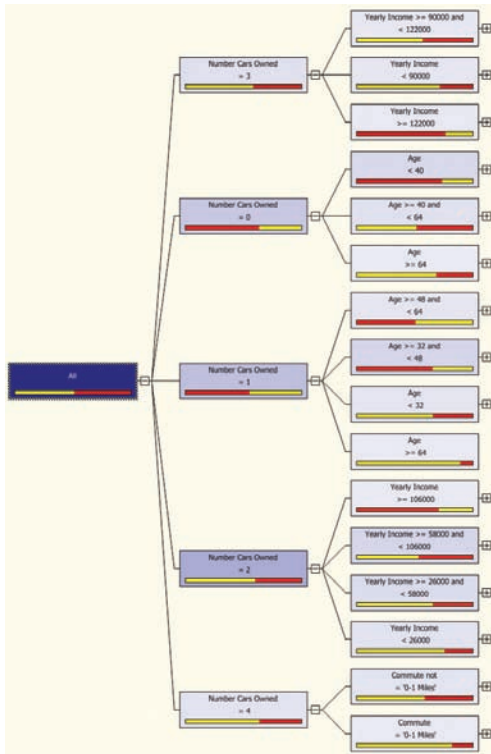 All
Number Cars Owned
= 3
Yearly Income >= 90000 and
< 122000
Yearly Income
< 90000
Yearly Income
>= 122000
Number Cars Owned
= 0
Age
< 40
Age >= 40 and
< 64
Age
>= 64
Number Cars Owned
= 1
Age >= 48 and
< 64
Age >= 32 and
< 48
Age
< 32
Age
>= 64
Number Cars Owned
= 2
Yearly Income
>= 106000
Yearly Income >= 58000 and
< 106000
Yearly Income >= 26000 and
< 58000
Yearly Income
< 26000
Number Cars Owned
= 4
Commute not
= '0-1 Miles'
Commute
= '0-1 Miles'